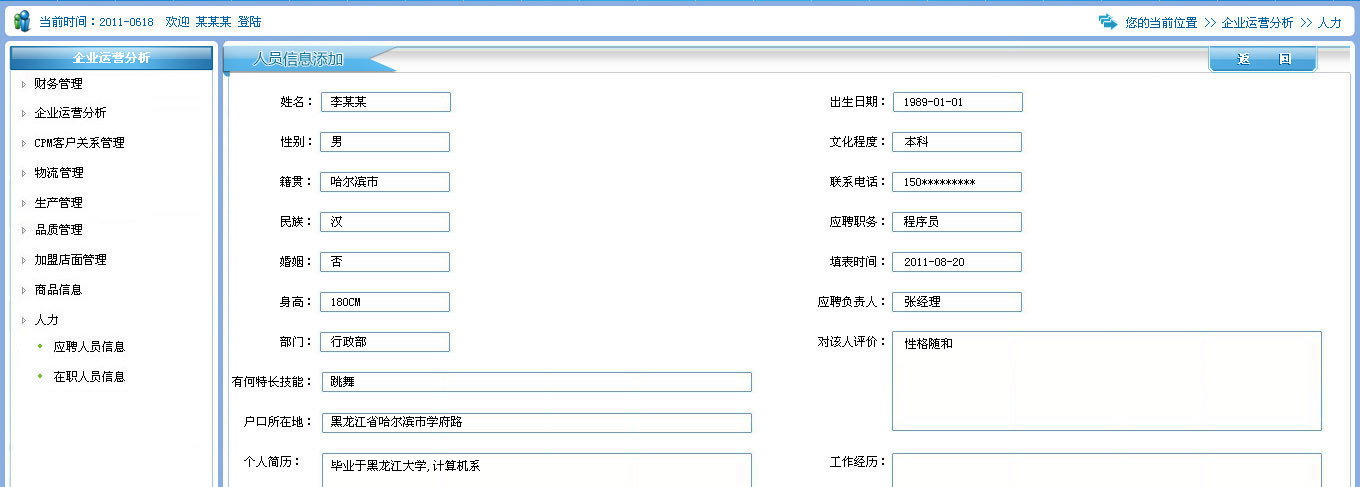 当前时间：2011-0618 欢迎 某某某 登陆
您的当前位置 >> 企业运营分析 >> 人力
企业运营分析
财务管理
企业运营分析
CPM客户关系管理
物流管理
生产管理
品质管理
加盟店面管理
商品信息
人力
应聘人员信息
在职人员信息
人员信息添加
返 回
姓名： 李某某 出生日期： 1989-01-01
性别： 男 文化程度： 本科
籍贯： 哈尔滨市 联系电话： 150*********
民族： 汉 应聘职务： 程序员
婚姻： 否 填表时间： 2011-08-20
身高： 180CM 应聘负责人： 张经理
部门： 行政部 对该人评价： 性格随和
有何特长技能： 跳舞
户口所在地： 黑龙江省哈尔滨市学府路
个人简历： 毕业于黑龙江大学,计算机系 工作经历：